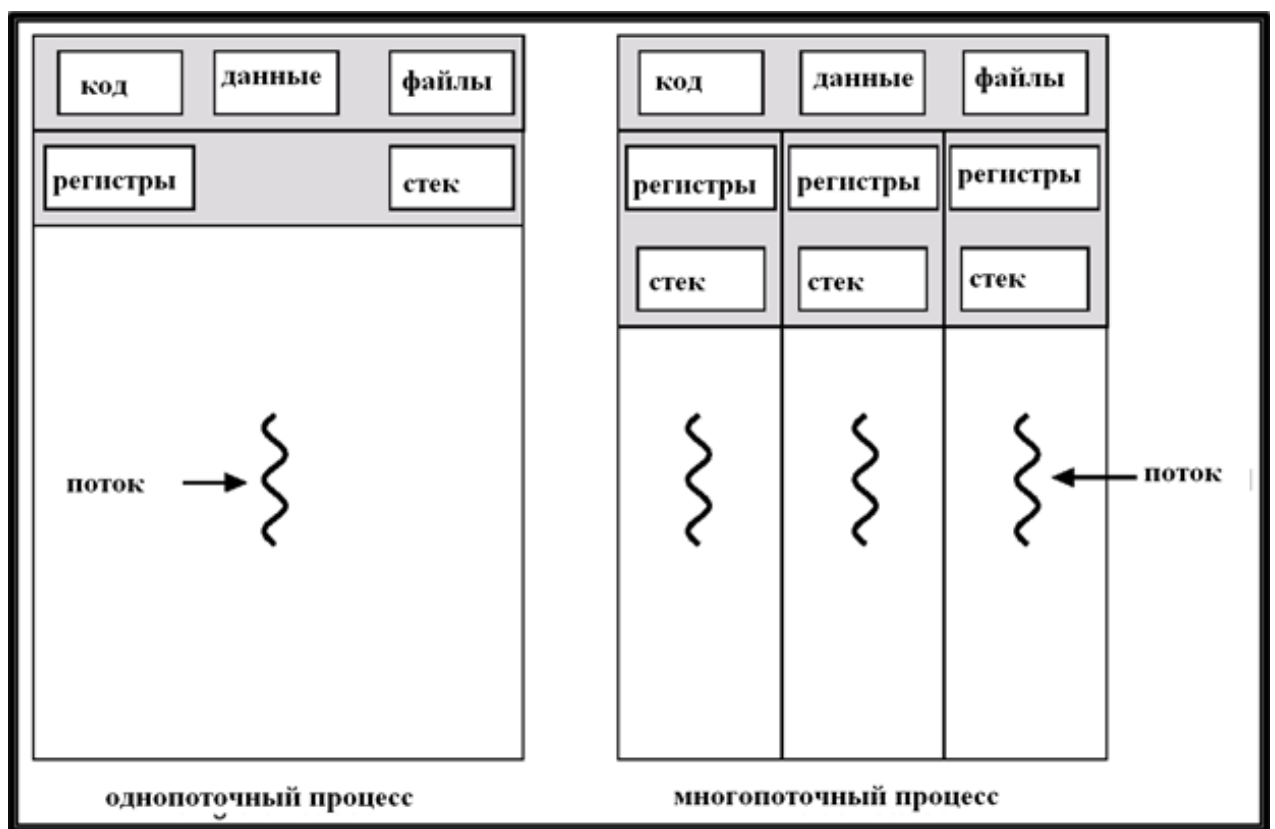 код данные файлы
регистры стек
поток
однопоточный процесс
код данные файлы
регистры регистры регистры
стек стек стек
поток
многопоточный процесс